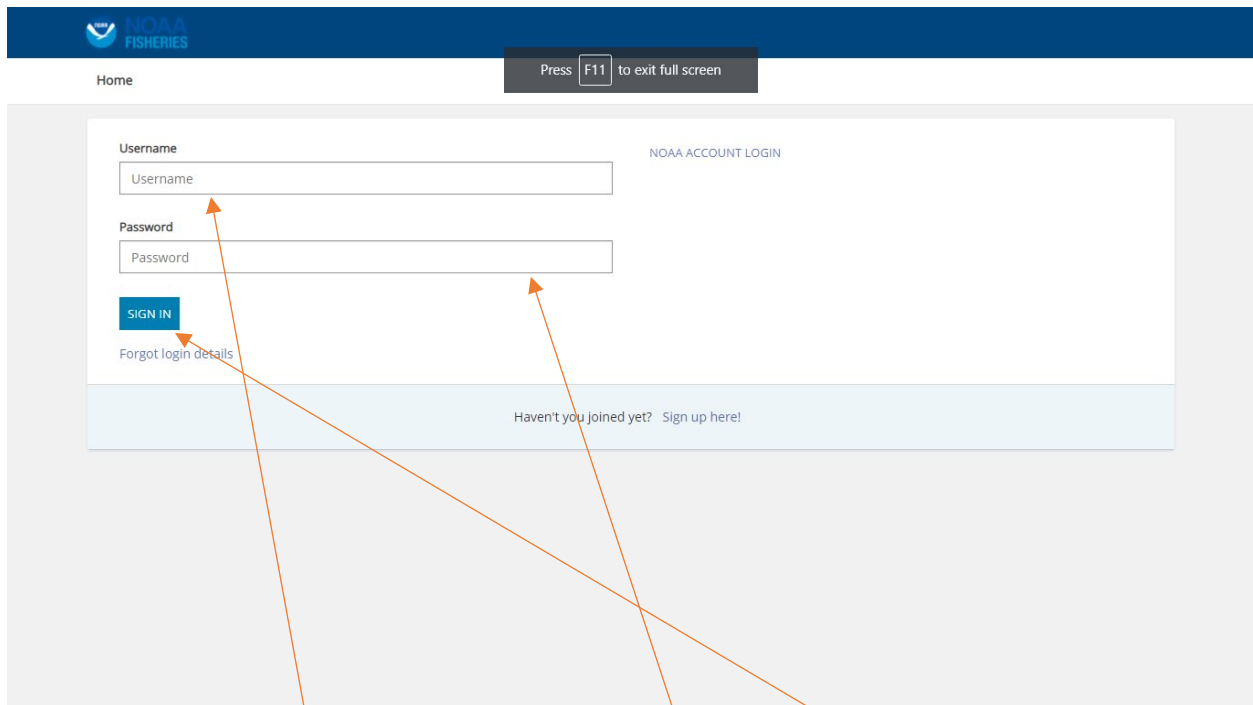 NOAA
FISHERIES
Press F11 to exit full screen
Home
Username
Username
NOAA ACCOUNT LOGIN
Password
Password
SIGN IN
Forgot login details
Haven't you joined yet? Sign up here!